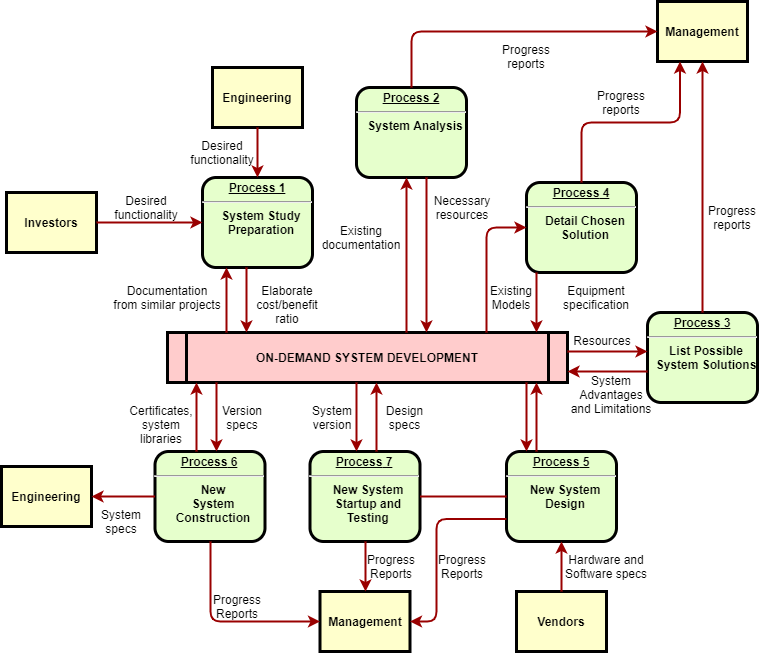 Management
Progress
reports
Engineering
Process 2
System Analysis
Progress
reports
Desired
functionality
Process 1
System Study
Preparation
Investors
Desired
functionality
Process 4
Detail Chosen
Solution
Necessary
resources
Existing
documentation
Progress
reports
Documentation
from similar projects
Elaborate
cost/benefit
ratio
Existing
Models
Equipment
specification
Process 3
List Possible
System Solutions
Resources
ON-DEMAND SYSTEM DEVELOPMENT
System
Advantages
and Limitations
Certificates,
system
libraries
Version
specs
System
version
Design
specs
Process 6
New
System
Construction
Process 7
New System
Startup and
Testing
Process 5
New System
Design
Engineering
System
specs
Progress
Reports
Progress
Reports
Hardware and
Software specs
Progress
Reports
Management
Vendors